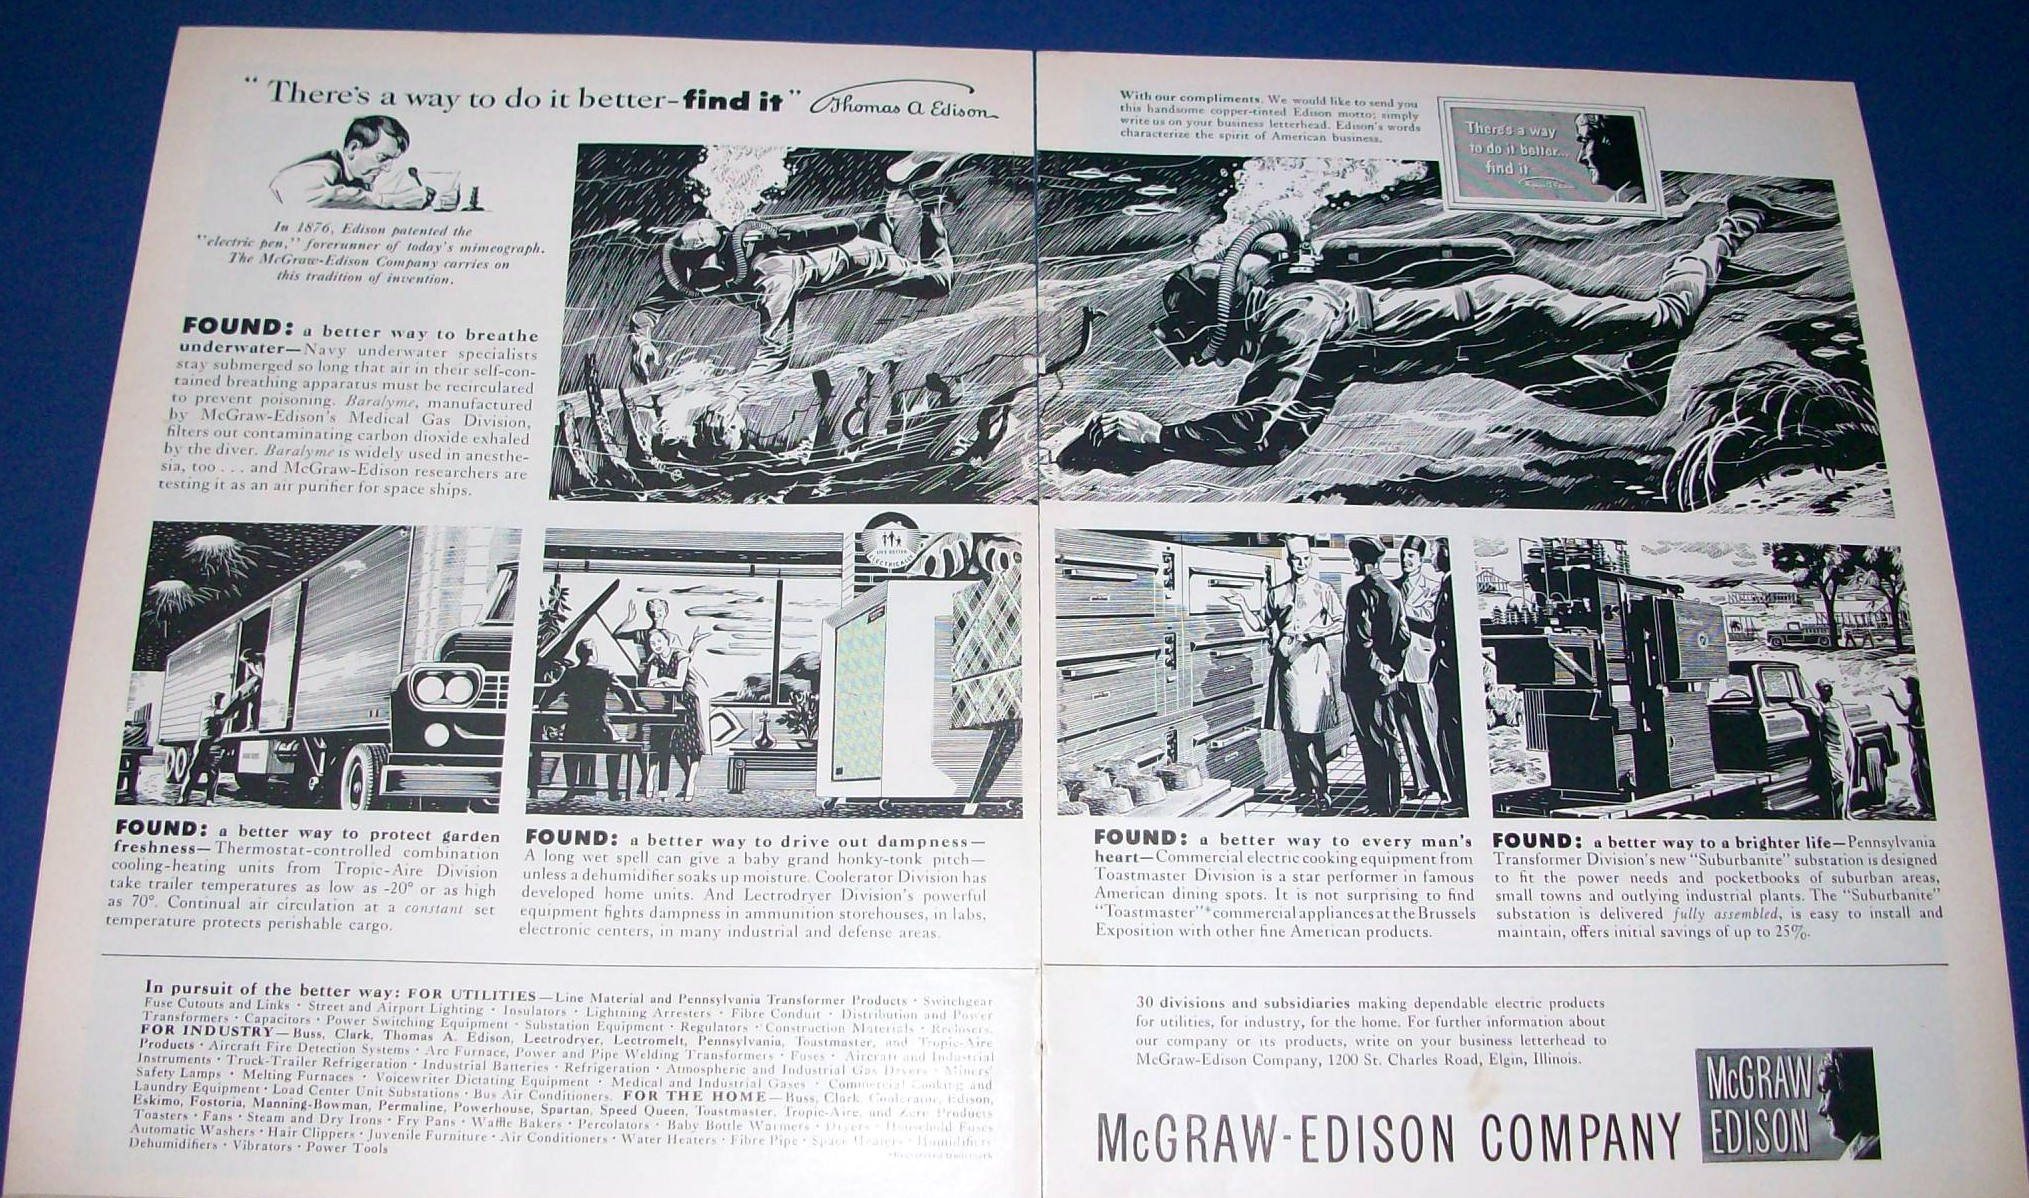 "There's a way to do it better-find it" Thomas A Edison
In 1876, Edison patented the
"electric pen," forerunner of today's mimeograph.
The McGraw-Edison Company carries on
this tradition of invention.
With our compliments. We would like to send you
this handsome copper-tinted Edison motto; simply
write us on your business letterhead. Edison's words
characterize the spirit of American business.
There's a way
to do it better...
find it
FOUND: a better way to breathe
underwater—Navy underwater specialists
stay submerged so long that air in their self-con-
tained breathing apparatus must be recirculated
to prevent poisoning. Baralyme, manufactured
by McGraw-Edison's Medical Gas Division,
filters out contaminating carbon dioxide exhaled
by the diver. Baralyme is widely used in anesthe-
sia, too . . . and McGraw-Edison researchers are
testing it as an air purifier for space ships.
LIVE BETTER
ELECTRICALLY
FOUND: a better way to protect garden
freshness—Thermostat-controlled combination
cooling-heating units from Tropic-Aire Division
take trailer temperatures as low as -20° or as high
as 70°. Continual air circulation at a constant set
temperature protects perishable cargo.
FOUND: a better way to drive out dampness—
A long wet spell can give a baby grand honky-tonk pitch—
unless a dehumidifier soaks up moisture. Coolerator Division has
developed home units. And Lectrodryer Division's powerful
equipment fights dampness in ammunition storehouses, in labs,
electronic centers, in many industrial and defense areas.
FOUND: a better way to every man's
heart—Commercial electric cooking equipment from
Toastmaster Division is a star performer in famous
American dining spots. It is not surprising to find
"Toastmaster"* commercial appliances at the Brussels
Exposition with other fine American products.
FOUND: a better way to a brighter life—Pennsylvania
Transformer Division's new "Suburbanite" substation is designed
to fit the power needs and pocketbooks of suburban areas,
small towns and outlying industrial plants. The "Suburbanite"
substation is delivered fully assembled, is easy to install and
maintain, offers initial savings of up to 25%.
In pursuit of the better way: FOR UTILITIES—Line Material and Pennsylvania Transformer Products · Switchgear
Fuse Cutouts and Links · Street and Airport Lighting · Insulators · Lightning Arresters · Fibre Conduit · Distribution and Power
Transformers · Capacitors · Power Switching Equipment · Substation Equipment · Regulators · Construction Materials · Reclosers.
FOR INDUSTRY—Buss, Clark, Thomas A. Edison, Lectrodryer, Lectromelt, Pennsylvania, Toastmaster, and Tropic-Aire
Products · Aircraft Fire Detection Systems · Arc Furnace, Power and Pipe Welding Transformers · Fuses · Aircraft and Industrial
Instruments · Truck-Trailer Refrigeration · Industrial Batteries · Refrigeration · Atmospheric and Industrial Gas Dryers · Miners'
Safety Lamps · Melting Furnaces · Voicewriter Dictating Equipment · Medical and Industrial Gases · Commercial Cooking and
Laundry Equipment · Load Center Unit Substations · Bus Air Conditioners. FOR THE HOME—Buss, Clark, Coolerator, Edison,
Eskimo, Fostoria, Manning-Bowman, Permaline, Powerhouse, Spartan, Speed Queen, Toastmaster, Tropic-Aire, and Zero Products
Toasters · Fans · Steam and Dry Irons · Fry Pans · Waffle Bakers · Percolators · Baby Bottle Warmers · Dryers · Household Fuses
Automatic Washers · Hair Clippers · Juvenile Furniture · Air Conditioners · Water Heaters · Fibre Pipe · Space Heaters · Humidifiers
Dehumidifiers · Vibrators · Power Tools
*Registered trademark
30 divisions and subsidiaries making dependable electric products
for utilities, for industry, for the home. For further information about
our company or its products, write on your business letterhead to
McGraw-Edison Company, 1200 St. Charles Road, Elgin, Illinois.
McGRAW-EDISON COMPANY
McGRAW
EDISON